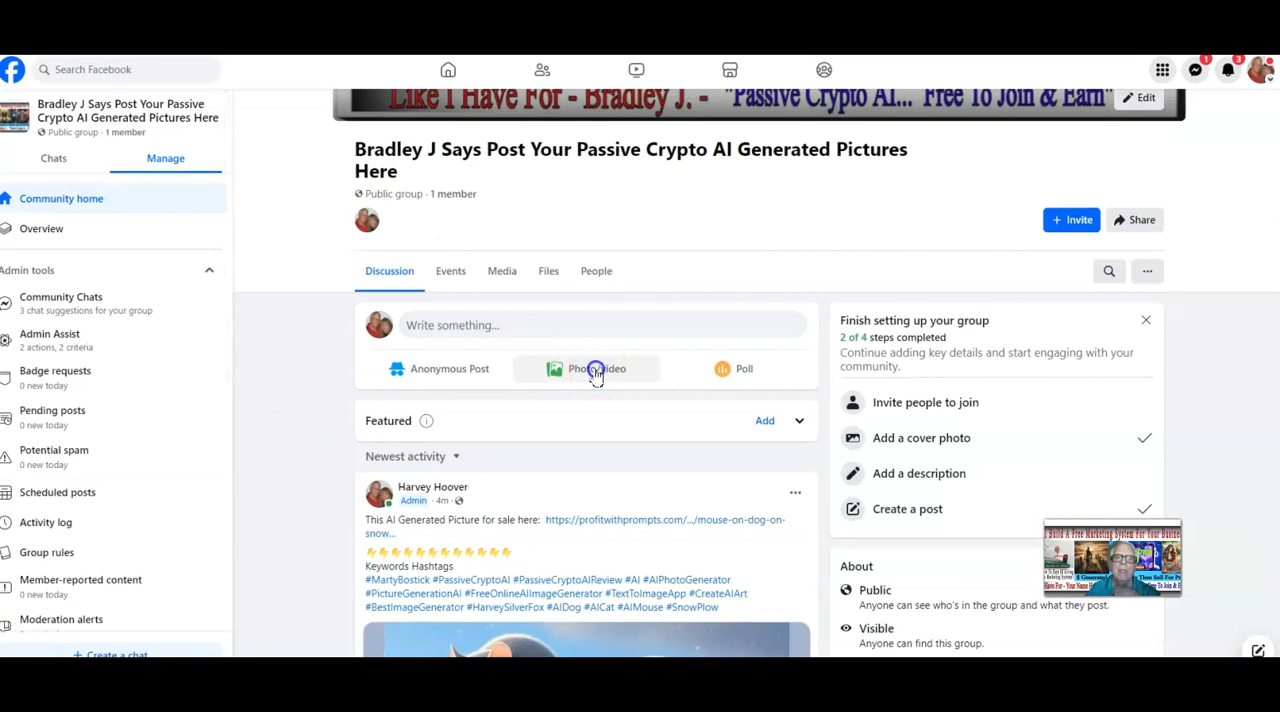 Like I Have For - Bradley J. - "Passive Crypto AI... Free To Join & Earn"
Edit
Search Facebook
1
3
Bradley J Says Post Your Passive
Crypto AI Generated Pictures Here
Public group · 1 member
Chats
Manage
Community home
Overview
Admin tools
Community Chats
3 chat suggestions for your group
Admin Assist
2 actions, 2 criteria
Badge requests
0 new today
Pending posts
0 new today
Potential spam
0 new today
Scheduled posts
Activity log
Group rules
Member-reported content
0 new today
Moderation alerts
+ Create a chat
Bradley J Says Post Your Passive Crypto AI Generated Pictures
Here
Public group · 1 member
+ Invite
Share
Discussion
Events
Media
Files
People
Write something...
Anonymous Post
Photo/video
Poll
Featured
Add
Newest activity
Harvey Hoover
Admin · 4m ·
This AI Generated Picture for sale here: https://profitwithprompts.com/.../mouse-on-dog-on-
snow...
Keywords Hashtags
#MartyBostick #PassiveCryptoAI #PassiveCryptoAIReview #AI #AIPhotoGenerator
#PictureGenerationAI #FreeOnlineAIImageGenerator #TextToImageApp #CreateAIArt
#BestImageGenerator #HarveySilverFox #AIDog #AICat #AIMouse #SnowPlow
Finish setting up your group
2 of 4 steps completed
Continue adding key details and start engaging with your
community.
Invite people to join
Add a cover photo
Add a description
Create a post
About
Public
Anyone can see who's in the group and what they post.
Visible
Anyone can find this group.
Build A Free Marketing System For Your